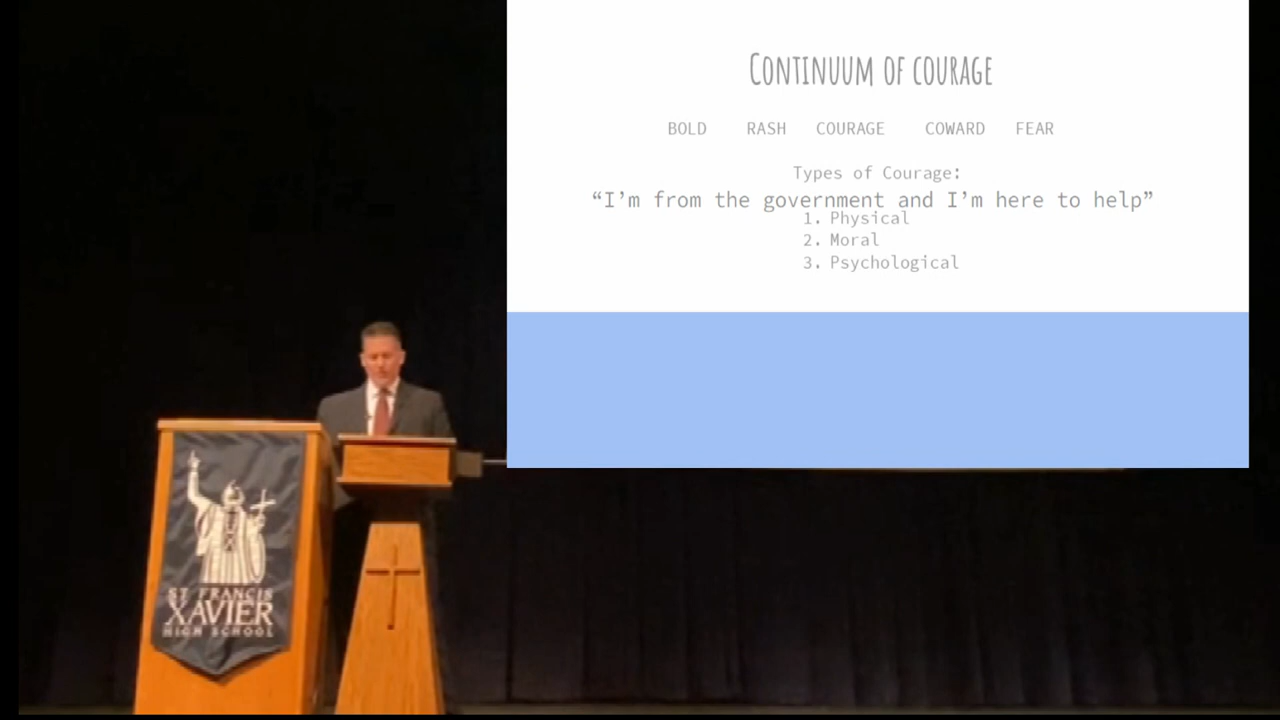 Continuum of courage
BOLD RASH COURAGE COWARD FEAR
Types of Courage:
“I’m from the government and I’m here to help”
1. Physical
2. Moral
3. Psychological
ST FRANCIS
XAVIER
HIGH SCHOOL